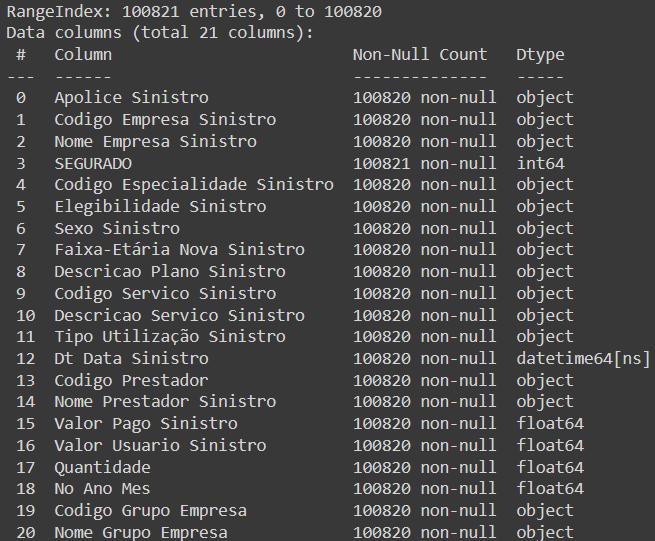 RangeIndex: 100821 entries, 0 to 100820
Data columns (total 21 columns):
 #   Column                         Non-Null Count   Dtype
---  ------                         --------------   -----
 0   Apolice Sinistro               100820 non-null  object
 1   Codigo Empresa Sinistro        100820 non-null  object
 2   Nome Empresa Sinistro          100820 non-null  object
 3   SEGURADO                       100821 non-null  int64
 4   Codigo Especialidade Sinistro  100820 non-null  object
 5   Elegibilidade Sinistro         100820 non-null  object
 6   Sexo Sinistro                  100820 non-null  object
 7   Faixa-Etária Nova Sinistro     100820 non-null  object
 8   Descricao Plano Sinistro       100820 non-null  object
 9   Codigo Servico Sinistro        100820 non-null  object
 10  Descricao Servico Sinistro     100820 non-null  object
 11  Tipo Utilização Sinistro       100820 non-null  object
 12  Dt Data Sinistro               100820 non-null  datetime64[ns]
 13  Codigo Prestador               100820 non-null  object
 14  Nome Prestador Sinistro        100820 non-null  object
 15  Valor Pago Sinistro            100820 non-null  float64
 16  Valor Usuario Sinistro         100820 non-null  float64
 17  Quantidade                     100820 non-null  float64
 18  No Ano Mes                     100820 non-null  float64
 19  Codigo Grupo Empresa           100820 non-null  object
 20  Nome Grupo Empresa             100820 non-null  object